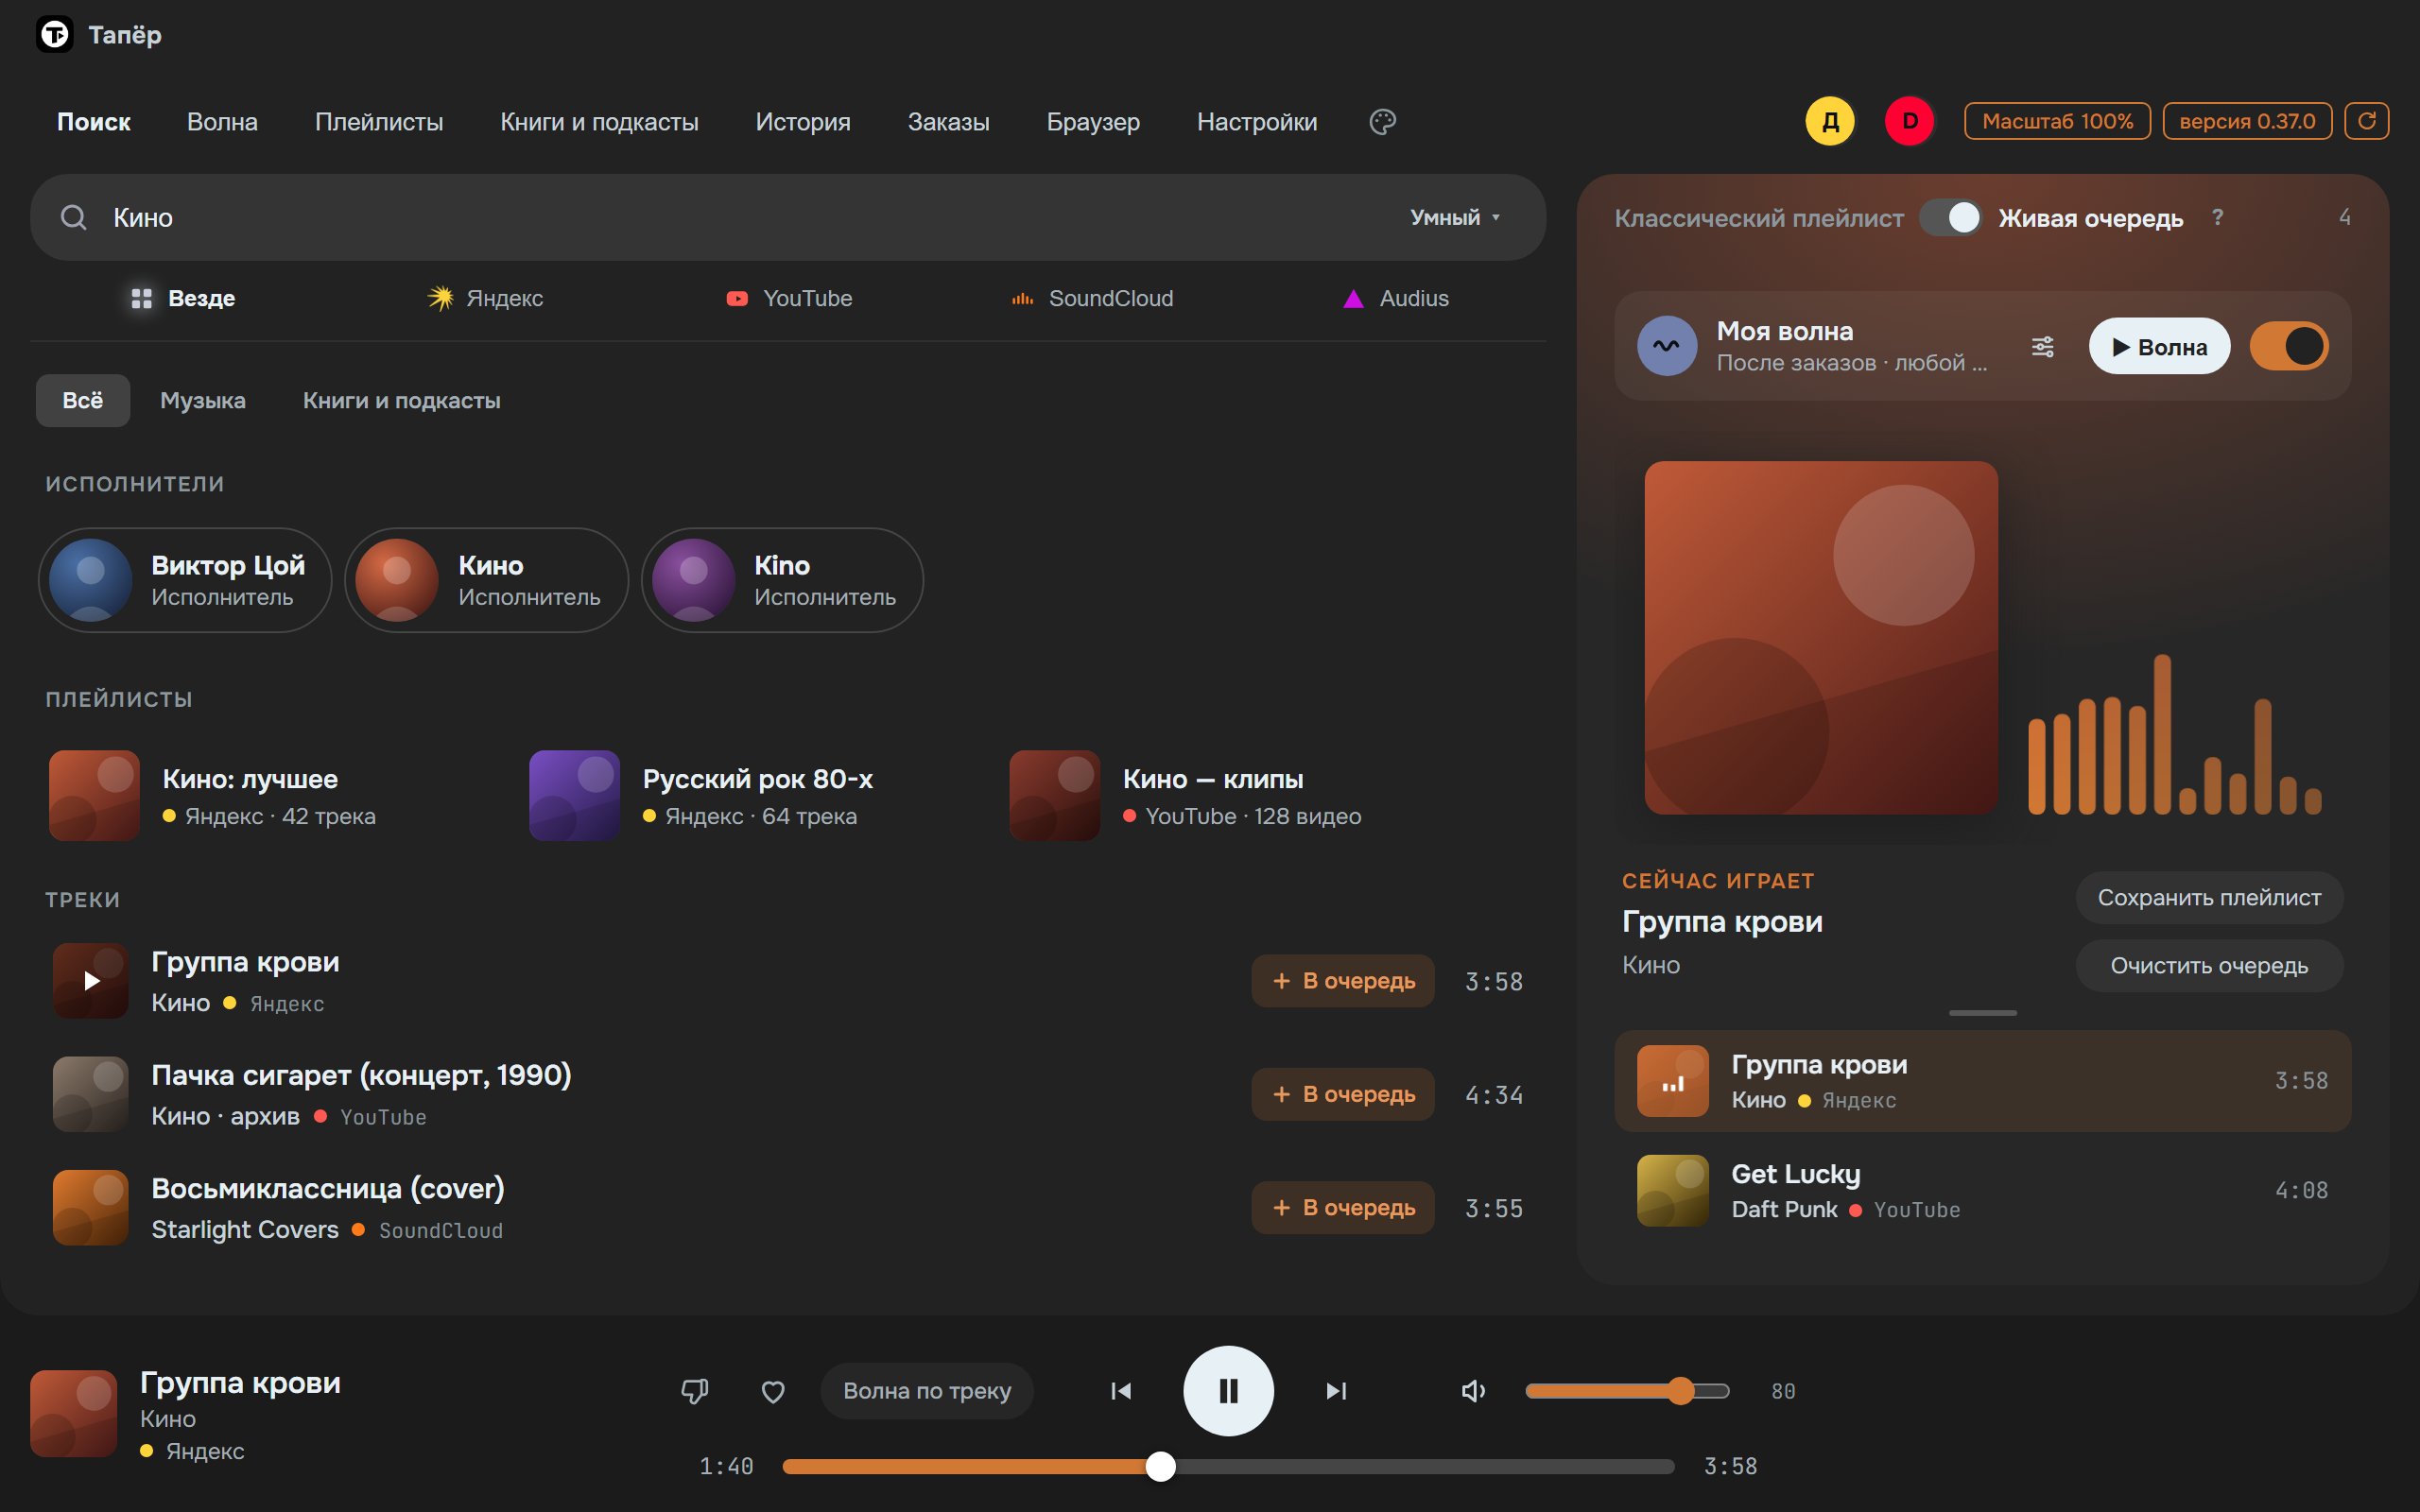 Тапёр
Поиск Волна Плейлисты Книги и подкасты История Заказы Браузер Настройки
Д D Масштаб 100% версия 0.37.0
Кино Умный
Везде Яндекс YouTube SoundCloud Audius
Всё Музыка Книги и подкасты
ИСПОЛНИТЕЛИ
Виктор Цой
Исполнитель
Кино
Исполнитель
Kino
Исполнитель
ПЛЕЙЛИСТЫ
Кино: лучшее
Яндекс · 42 трека
Русский рок 80-х
Яндекс · 64 трека
Кино — клипы
YouTube · 128 видео
ТРЕКИ
Группа крови
Кино Яндекс
+ В очередь 3:58
Пачка сигарет (концерт, 1990)
Кино · архив YouTube
+ В очередь 4:34
Восьмиклассница (cover)
Starlight Covers SoundCloud
+ В очередь 3:55
Классический плейлист Живая очередь ? 4
Моя волна
После заказов · любой ...
Волна
СЕЙЧАС ИГРАЕТ
Группа крови
Кино
Сохранить плейлист
Очистить очередь
Группа крови
Кино Яндекс
3:58
Get Lucky
Daft Punk YouTube
4:08
Группа крови
Кино
Яндекс
Волна по треку
80
1:40 3:58